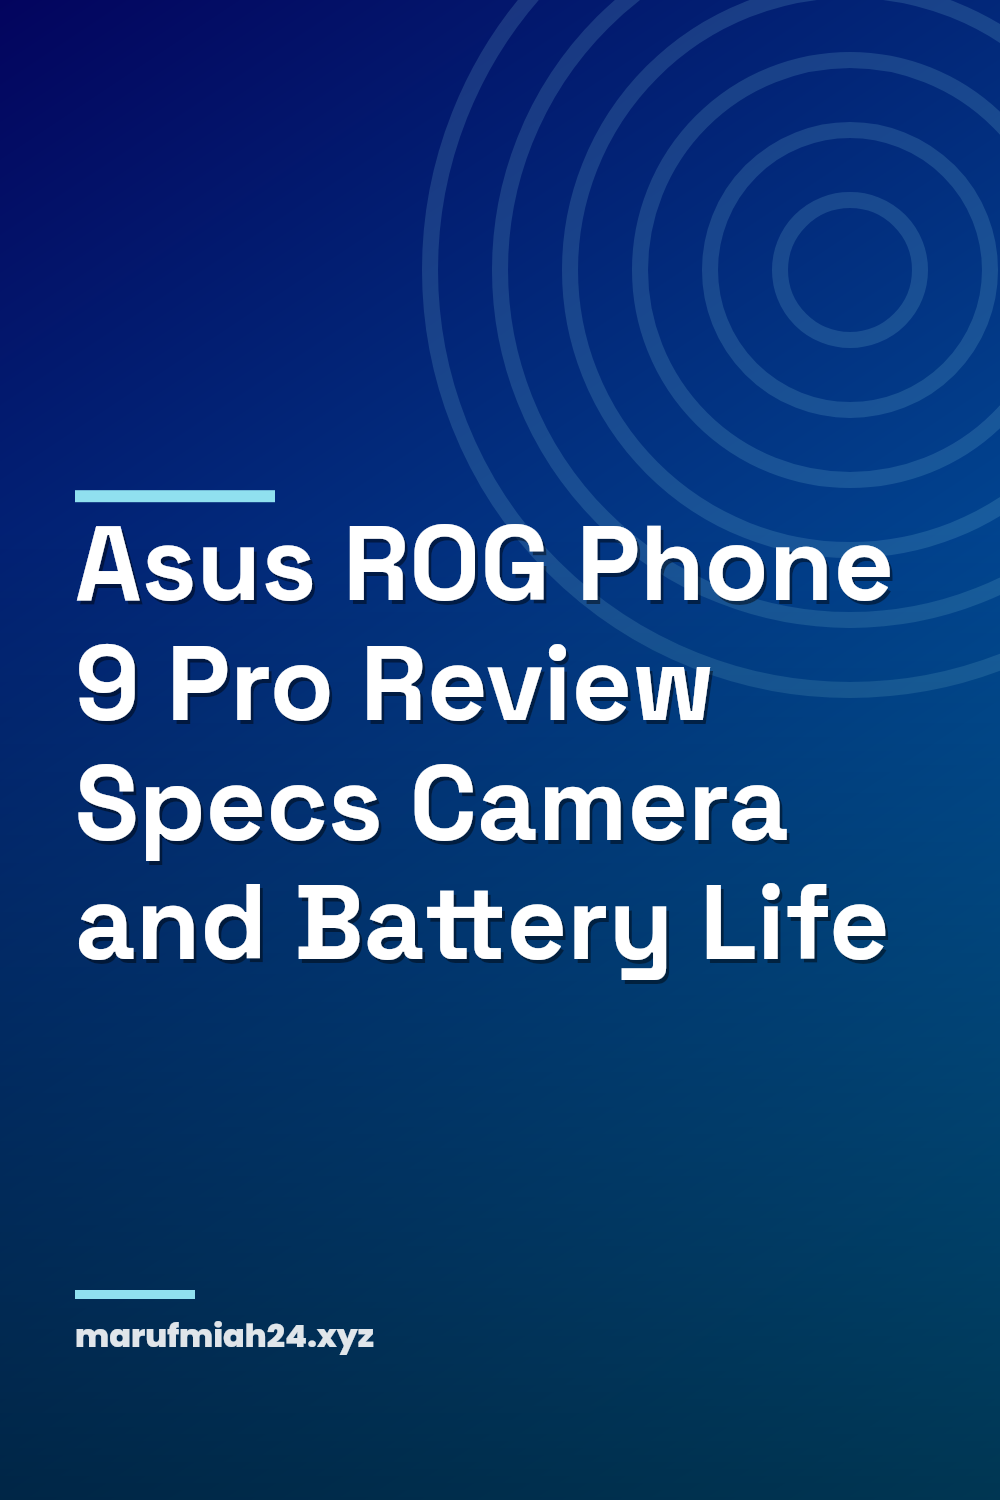 Asus ROG Phone
9 Pro Review
Specs Camera
and Battery Life
marufmiah24.xyz